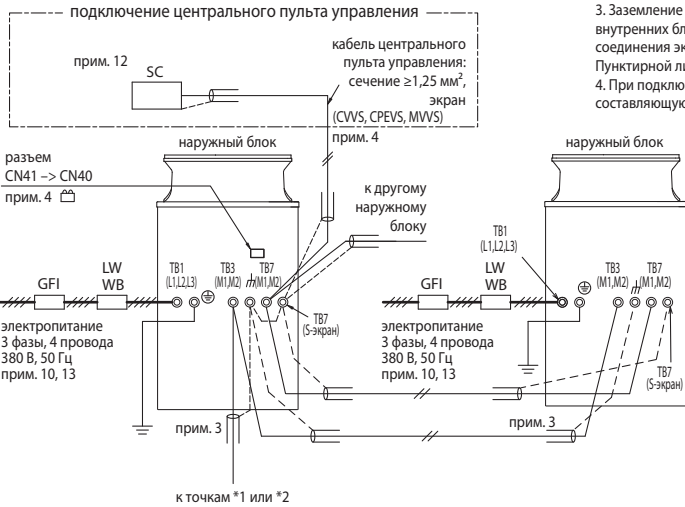 подключение центрального пульта управления
прим. 12
SC
кабель центрального
пульта управления:
сечение ≥1,25 мм²,
экран
(CVVS, CPEVS, MVVS)
прим. 4
3. Заземление
внутренних бл
соединения эк
Пунктирной ли
4. При подклю
составляющую
наружный блок
разъем
CN41 –> CN40
прим. 4
к другому
наружному
блоку
GFI
LW
WB
TB1
(L1,L2,L3)
TB3
(M1,M2)
TB7
(M1,M2)
TB7
(S-экран)
электропитание
3 фазы, 4 провода
380 В, 50 Гц
прим. 10, 13
прим. 3
к точкам *1 или *2
наружный блок
TB1
(L1,L2,L3)
GFI
LW
WB
TB3
(M1,M2)
TB7
(M1,M2)
TB7
(S-экран)
электропитание
3 фазы, 4 провода
380 В, 50 Гц
прим. 10, 13
прим. 3